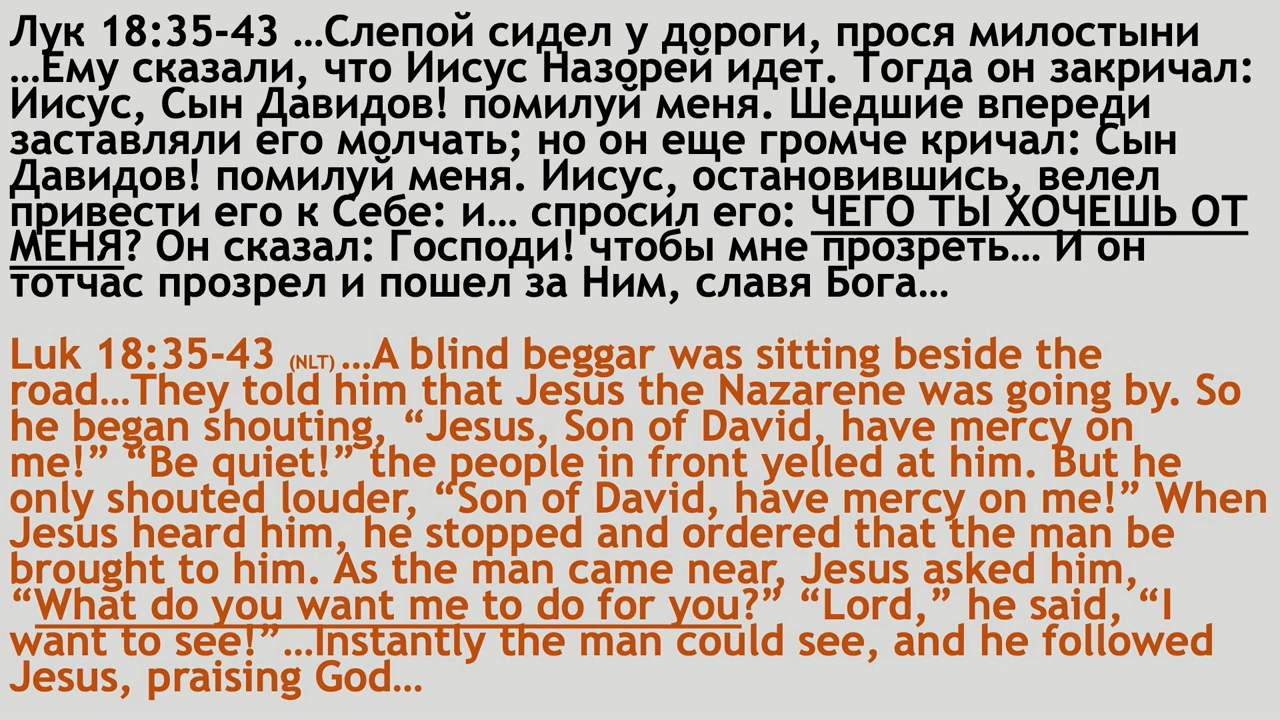 Лук 18:35-43 …Слепой сидел у дороги, прося милостыни
…Ему сказали, что Иисус Назорей идет. Тогда он закричал:
Иисус, Сын Давидов! помилуй меня. Шедшие впереди
заставляли его молчать; но он еще громче кричал: Сын
Давидов! помилуй меня. Иисус, остановившись, велел
привести его к Себе: и… спросил его: ЧЕГО ТЫ ХОЧЕШЬ ОТ
МЕНЯ? Он сказал: Господи! чтобы мне прозреть… И он
тотчас прозрел и пошел за Ним, славя Бога…
Luk 18:35-43 (NLT) …A blind beggar was sitting beside the
road…They told him that Jesus the Nazarene was going by. So
he began shouting, “Jesus, Son of David, have mercy on
me!” “Be quiet!” the people in front yelled at him. But he
only shouted louder, “Son of David, have mercy on me!” When
Jesus heard him, he stopped and ordered that the man be
brought to him. As the man came near, Jesus asked him,
“What do you want me to do for you?” “Lord,” he said, “I
want to see!” …Instantly the man could see, and he followed
Jesus, praising God…